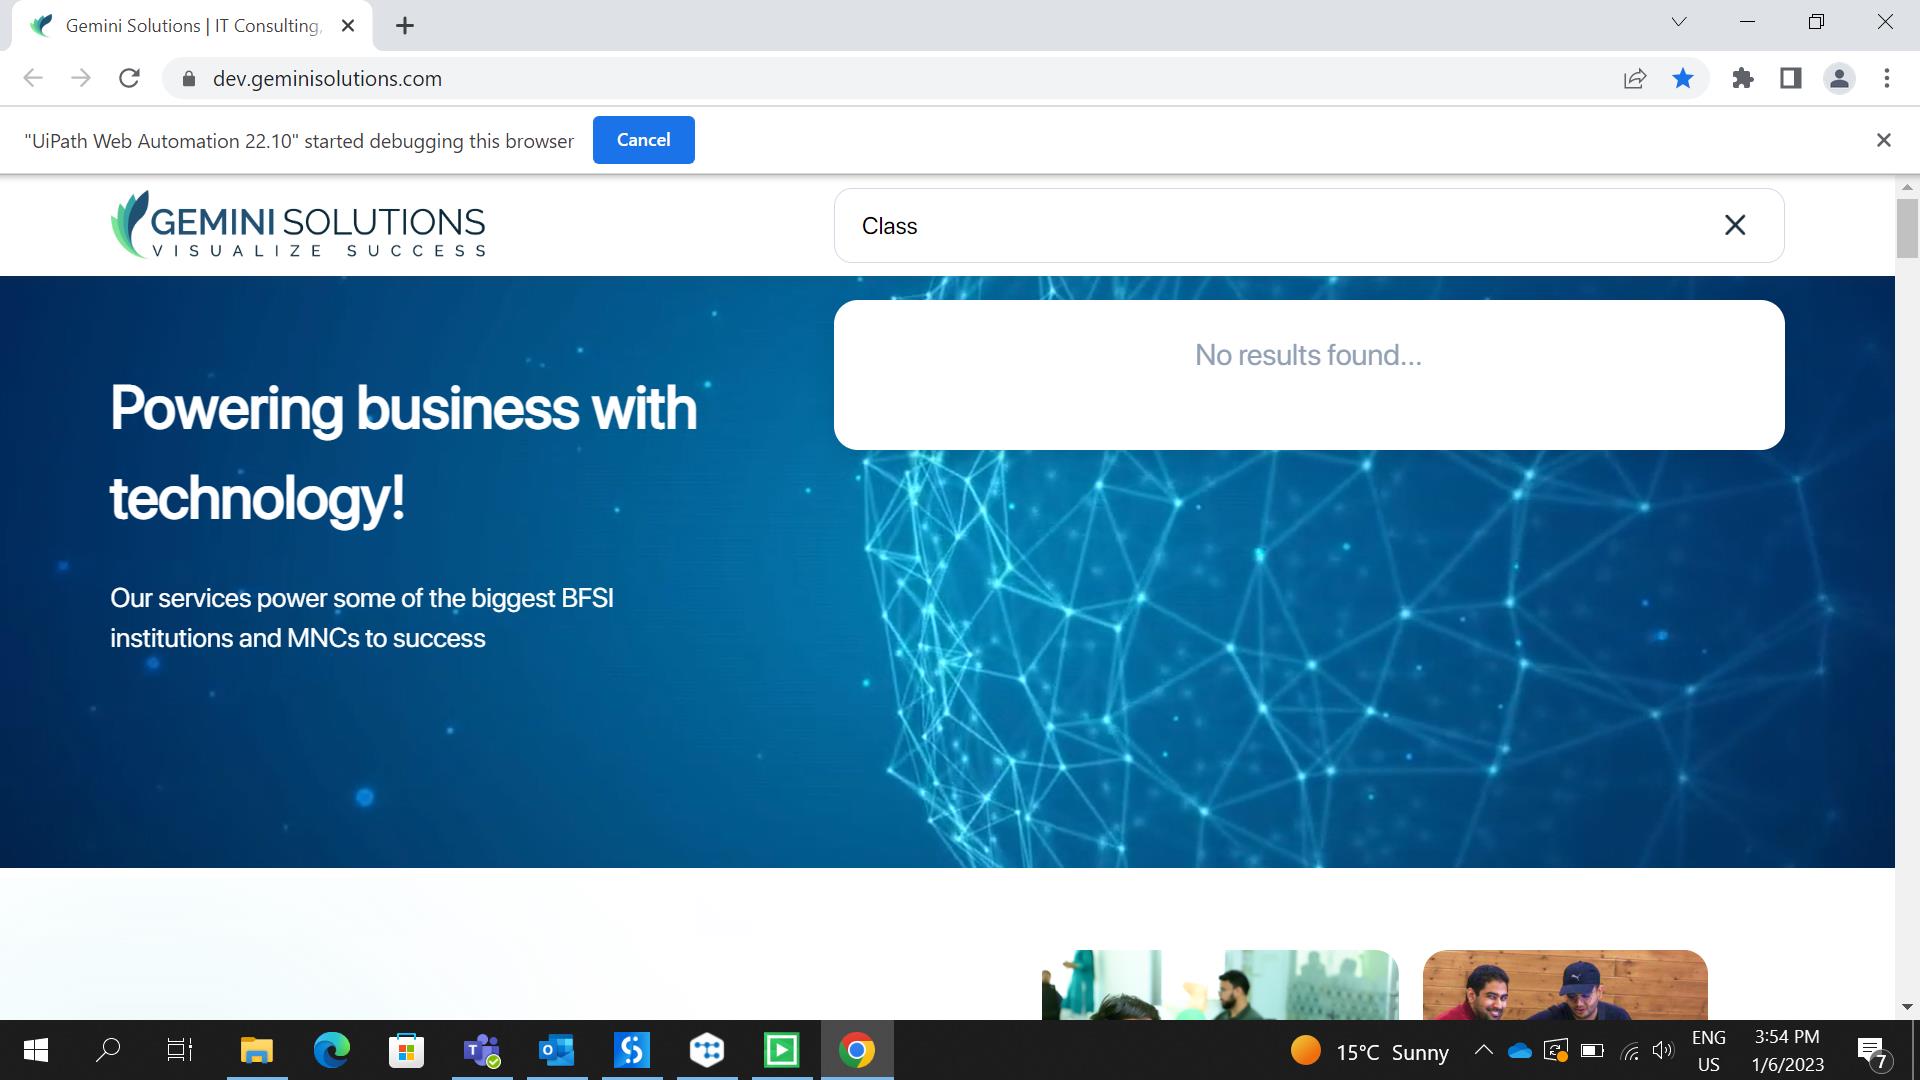 Gemini Solutions | IT Consulting,
dev.geminisolutions.com
"UiPath Web Automation 22.10" started debugging this browser
Cancel
GEMINI SOLUTIONS
VISUALIZE SUCCESS
Class
No results found...
Powering business with
technology!
Our services power some of the biggest BFSI
institutions and MNCs to success
15°C Sunny
ENG
US
3:54 PM
1/6/2023
7